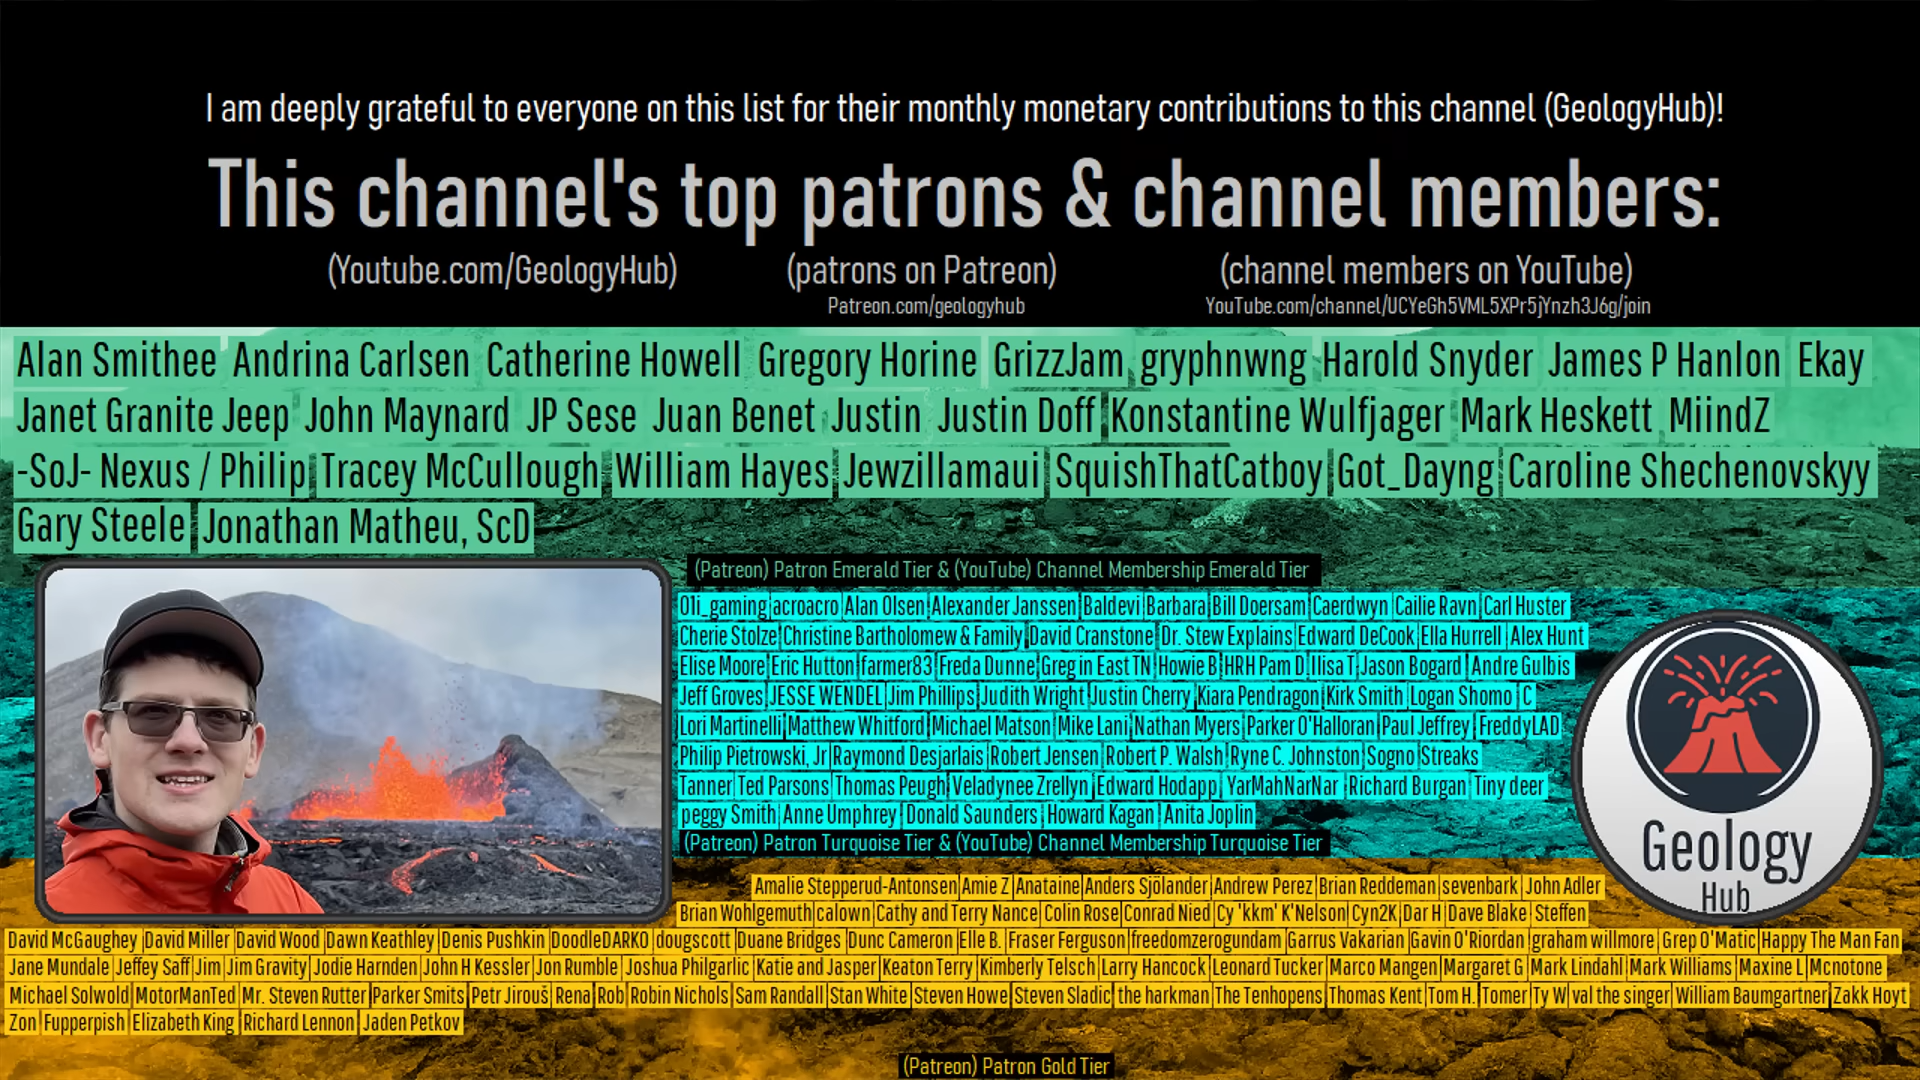 I am deeply grateful to everyone on this list for their monthly monetary contributions to this channel (GeologyHub)!
This channel's top patrons & channel members:
(Youtube.com/GeologyHub) (patrons on Patreon) (channel members on YouTube)
Patreon.com/geologyhub YouTube.com/channel/UCYeGh5VML5XPr5jYnzh3J6g/join
Alan Smithee Andrina Carlsen Catherine Howell Gregory Horine GrizzJam gryphnwng Harold Snyder James P Hanlon Ekay
Janet Granite Jeep John Maynard JP Sese Juan Benet Justin Justin Doff Konstantine Wulfjager Mark Heskett MiindZ
-SoJ- Nexus / Philip Tracey McCullough William Hayes Jewzillamaui SquishThatCatboy Got_Dayng Caroline Shechenovskyy
Gary Steele Jonathan Matheu, ScD
(Patreon) Patron Emerald Tier & (YouTube) Channel Membership Emerald Tier
01i_gaming acroacro Alan Olsen Alexander Janssen Baldevi Barbara Bill Doersam Caerdwyn Cailie Ravn Carl Huster
Cherie Stolze Christine Bartholomew & Family David Cranstone Dr. Stew Explains Edward DeCook Ella Hurrell Alex Hunt
Elise Moore Eric Hutton farmer83 Freda Dunne Greg in East TN Howie B HRH Pam D Ilisa T Jason Bogard Andre Gulbis
Jeff Groves JESSE WENDEL Jim Phillips Judith Wright Justin Cherry Kiara Pendragon Kirk Smith Logan Shomo C
Lori Martinelli Matthew Whitford Michael Matson Mike Lani Nathan Myers Parker O'Halloran Paul Jeffrey FreddyLAD
Philip Pietrowski, Jr Raymond Desjarlais Robert Jensen Robert P. Walsh Ryne C. Johnston Sogno Streaks
Tanner Ted Parsons Thomas Peugh Veladynee Zrellyn Edward Hodapp YarMahNarNar Richard Burgan Tiny deer
peggy Smith Anne Umphrey Donald Saunders Howard Kagan Anita Joplin
(Patreon) Patron Turquoise Tier & (YouTube) Channel Membership Turquoise Tier
Geology
Hub
Amalie Stepperud-Antonsen Amie Z Anataine Anders Sjölander Andrew Perez Brian Reddeman sevenbark John Adler
Brian Wohlgemuth calown Cathy and Terry Nance Colin Rose Conrad Nied Cy 'kkm' K'Nelson Cyn2K Dar H Dave Blake Steffen
David McGaughey David Miller David Wood Dawn Keathley Denis Pushkin DoodleDARKO dougscott Duane Bridges Dunc Cameron Elle B. Fraser Ferguson freedomzerogundam Garrus Vakarian Gavin O'Riordan graham willmore Grep O'Matic Happy The Man Fan
Jane Mundale Jeffey Saff Jim Jim Gravity Jodie Harnden John H Kessler Jon Rumble Joshua Philgarlic Katie and Jasper Keaton Terry Kimberly Telsch Larry Hancock Leonard Tucker Marco Mangen Margaret G Mark Lindahl Mark Williams Maxine L Mcnotone
Michael Solwold MotorManTed Mr. Steven Rutter Parker Smits Petr Jirouš Rena Rob Robin Nichols Sam Randall Stan White Steven Howe Steven Sladic the harkman The Tenhopens Thomas Kent Tom H. Tomer Ty W val the singer William Baumgartner Zakk Hoyt
Zon Fupperpish Elizabeth King Richard Lennon Jaden Petkov
(Patreon) Patron Gold Tier